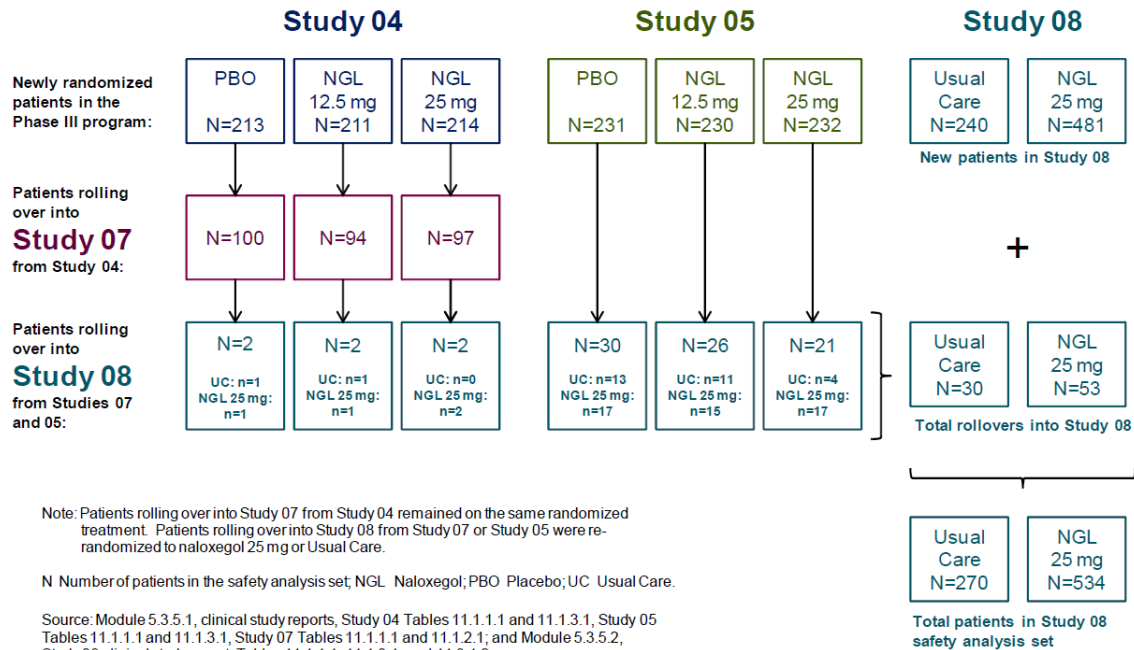 Study 04
Study 05
Study 08
Newly randomized
patients in the
Phase III program:
PBO
N=213
NGL
12.5 mg
N=211
NGL
25 mg
N=214
PBO
N=231
NGL
12.5 mg
N=230
NGL
25 mg
N=232
Usual
Care
N=240
NGL
25 mg
N=481
New patients in Study 08
Patients rolling
over into
Study 07
from Study 04:
N=100
N=94
N=97
+
Patients rolling
over into
Study 08
from Studies 07
and 05:
N=2
UC: n=1
NGL 25 mg:
n=1
N=2
UC: n=1
NGL 25 mg:
n=1
N=2
UC: n=0
NGL 25 mg:
n=2
N=30
UC: n=13
NGL 25 mg:
n=17
N=26
UC: n=11
NGL 25 mg:
n=15
N=21
UC: n=4
NGL 25 mg:
n=17
Usual
Care
N=30
NGL
25 mg
N=53
Total rollovers into Study 08
Usual
Care
N=270
NGL
25 mg
N=534
Total patients in Study 08
safety analysis set
Note: Patients rolling over into Study 07 from Study 04 remained on the same randomized
treatment. Patients rolling over into Study 08 from Study 07 or Study 05 were re-
randomized to naloxegol 25 mg or Usual Care.
N Number of patients in the safety analysis set; NGL Naloxegol; PBO Placebo; UC Usual Care.
Source: Module 5.3.5.1, clinical study reports, Study 04 Tables 11.1.1.1 and 11.1.3.1, Study 05
Tables 11.1.1.1 and 11.1.3.1, Study 07 Tables 11.1.1.1 and 11.1.2.1; and Module 5.3.5.2,